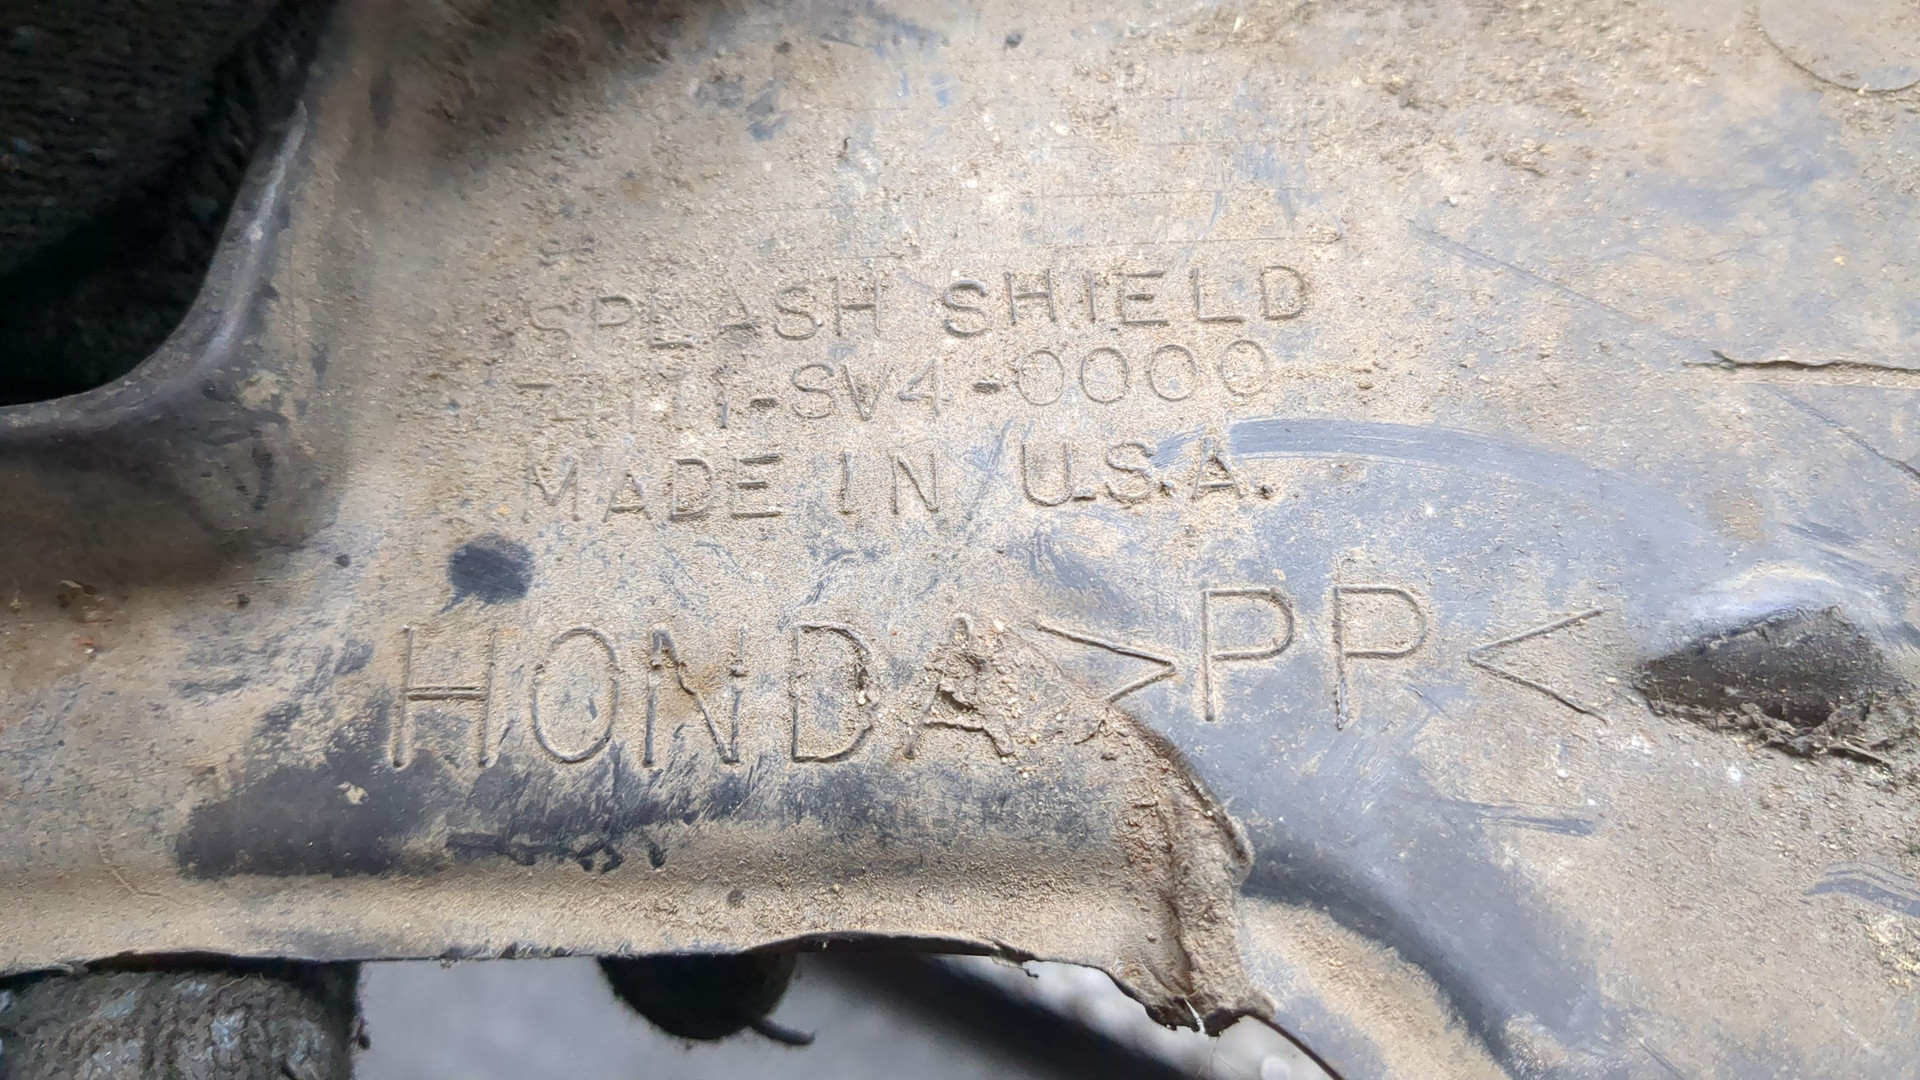 SPLASH SHIELD
74111-SV4-0000
MADE IN U.S.A.
HONDA >PP<